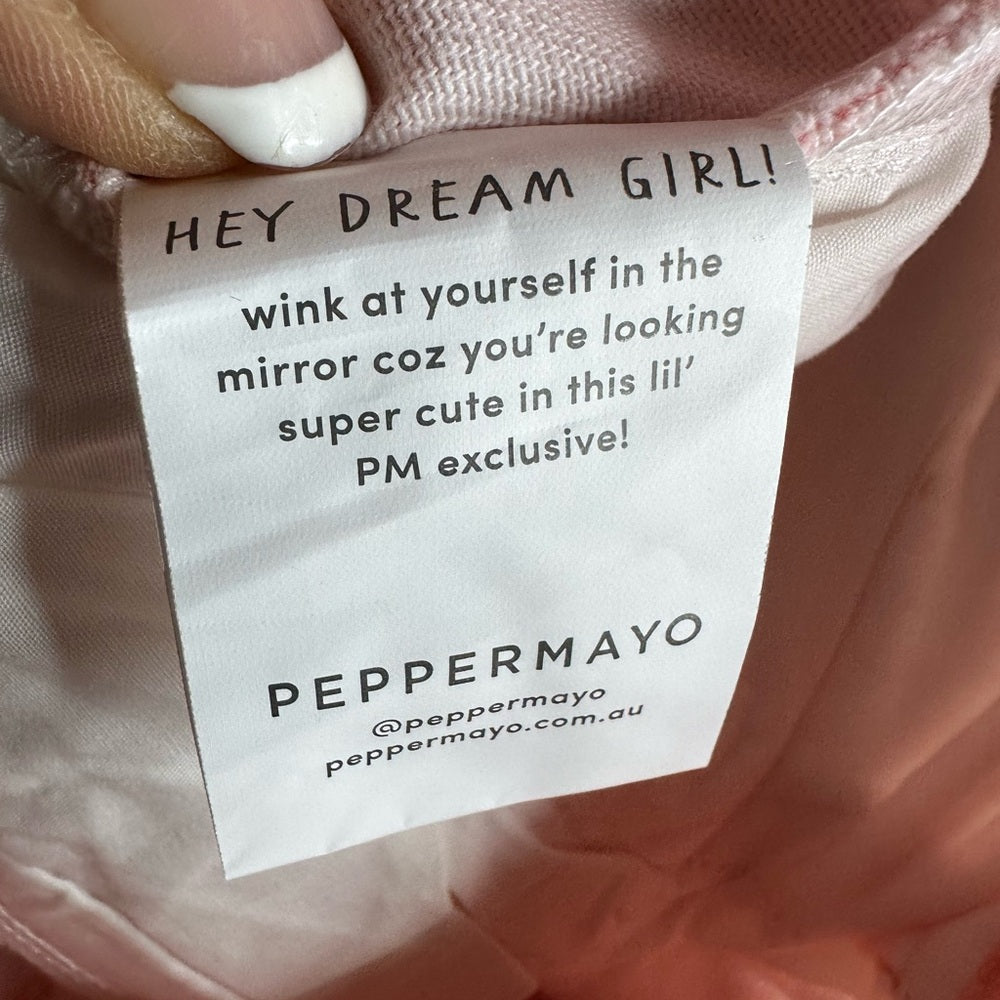 HEY DREAM GIRL!
wink at yourself in the
mirror coz you're looking
super cute in this lil'
PM exclusive!
PEPPERMAYO
@peppermayo
peppermayo.com.au